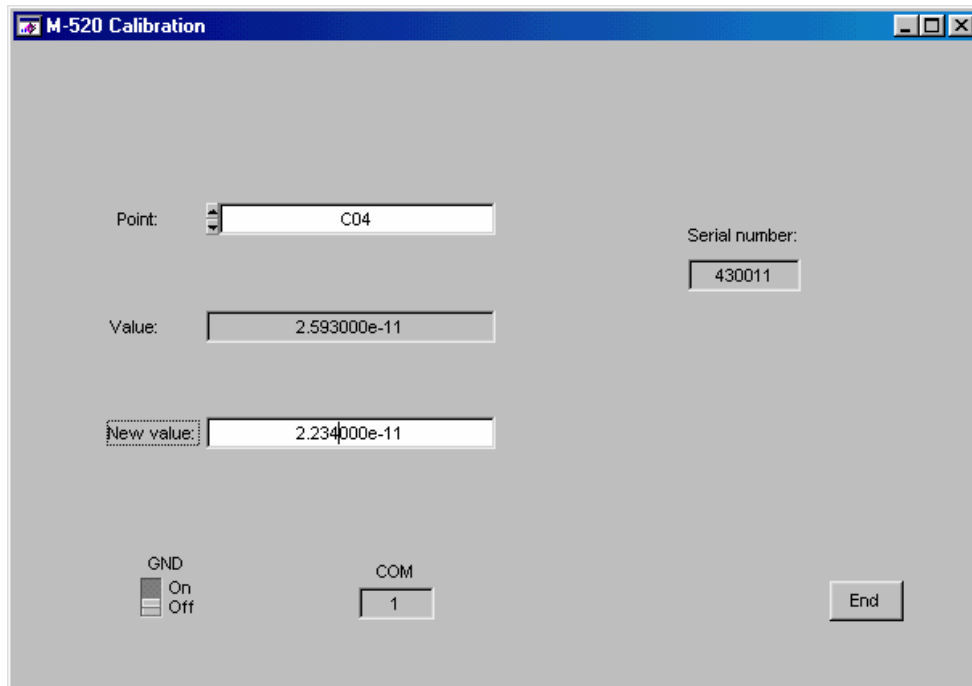 M-520 Calibration
Point:
C04
Serial number:
430011
Value:
2.593000e-11
New value:
2.234000e-11
GND
On
Off
COM
1
End